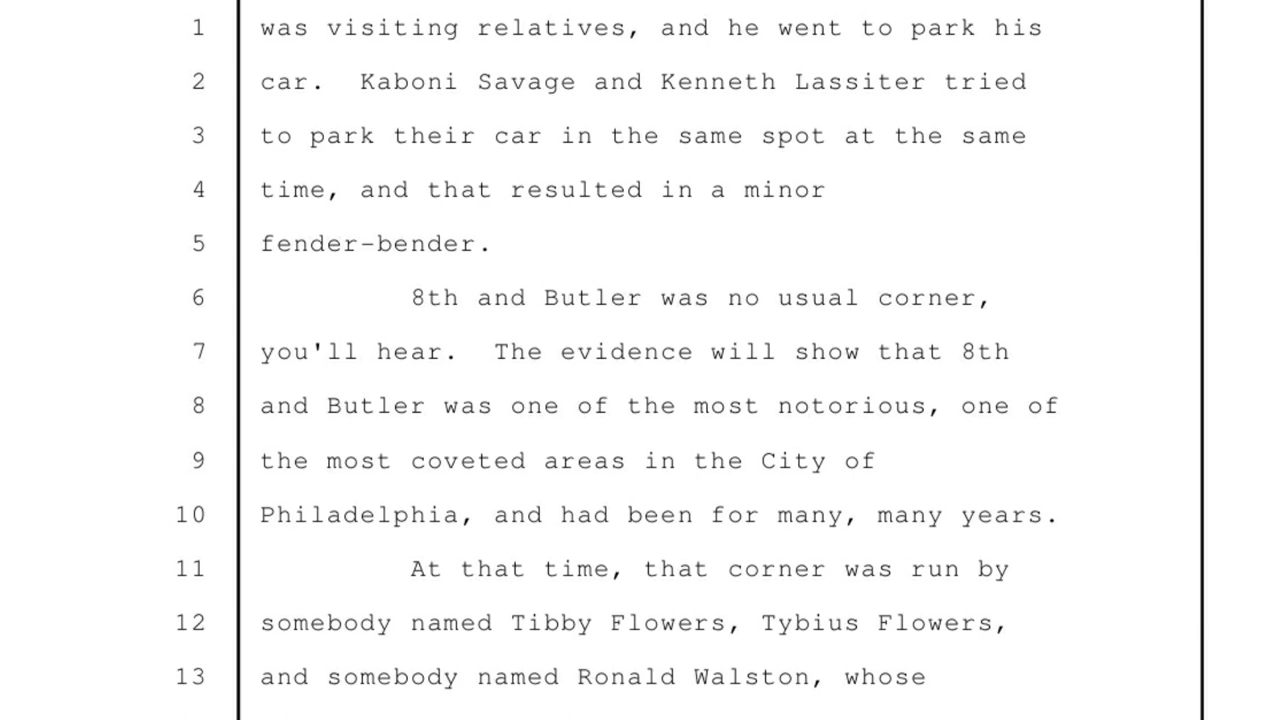 1 was visiting relatives, and he went to park his
2 car.  Kaboni Savage and Kenneth Lassiter tried
3 to park their car in the same spot at the same
4 time, and that resulted in a minor
5 fender-bender.
6 8th and Butler was no usual corner,
7 you'll hear.  The evidence will show that 8th
8 and Butler was one of the most notorious, one of
9 the most coveted areas in the City of
10 Philadelphia, and had been for many, many years.
11 At that time, that corner was run by
12 somebody named Tibby Flowers, Tybius Flowers,
13 and somebody named Ronald Walston, whose